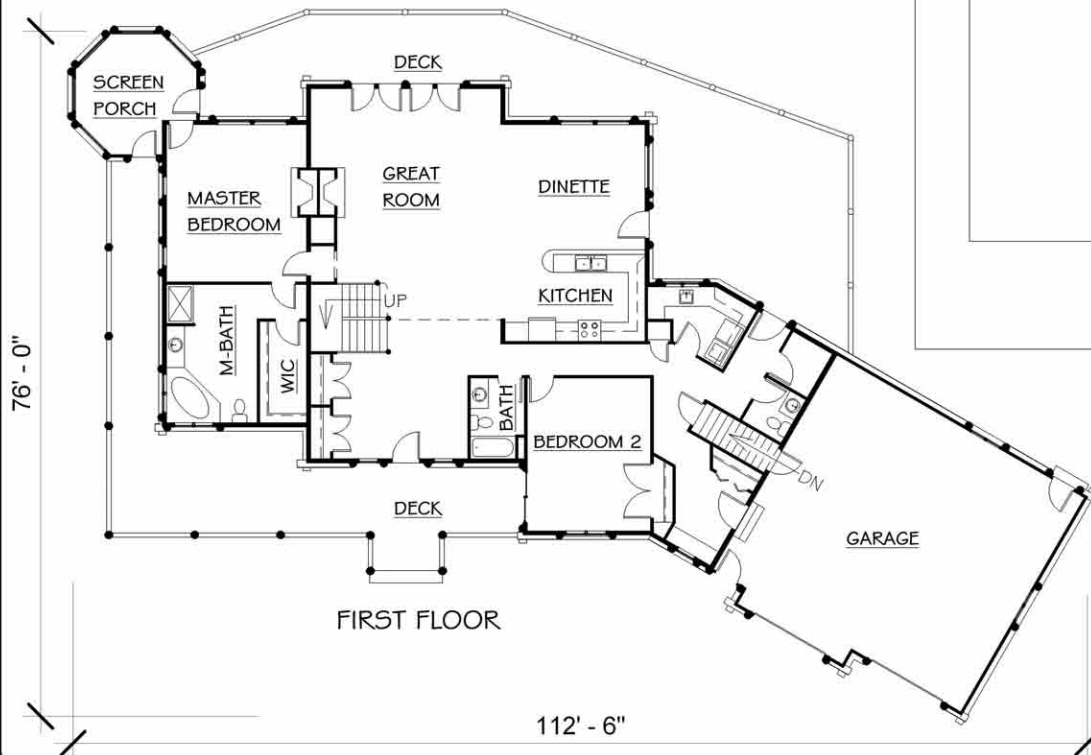 DECK
SCREEN
PORCH
GREAT
ROOM
DINETTE
MASTER
BEDROOM
KITCHEN
UP
M-BATH
WIC
BATH
BEDROOM 2
DN
DECK
GARAGE
FIRST FLOOR
76' - 0"
112' - 6"